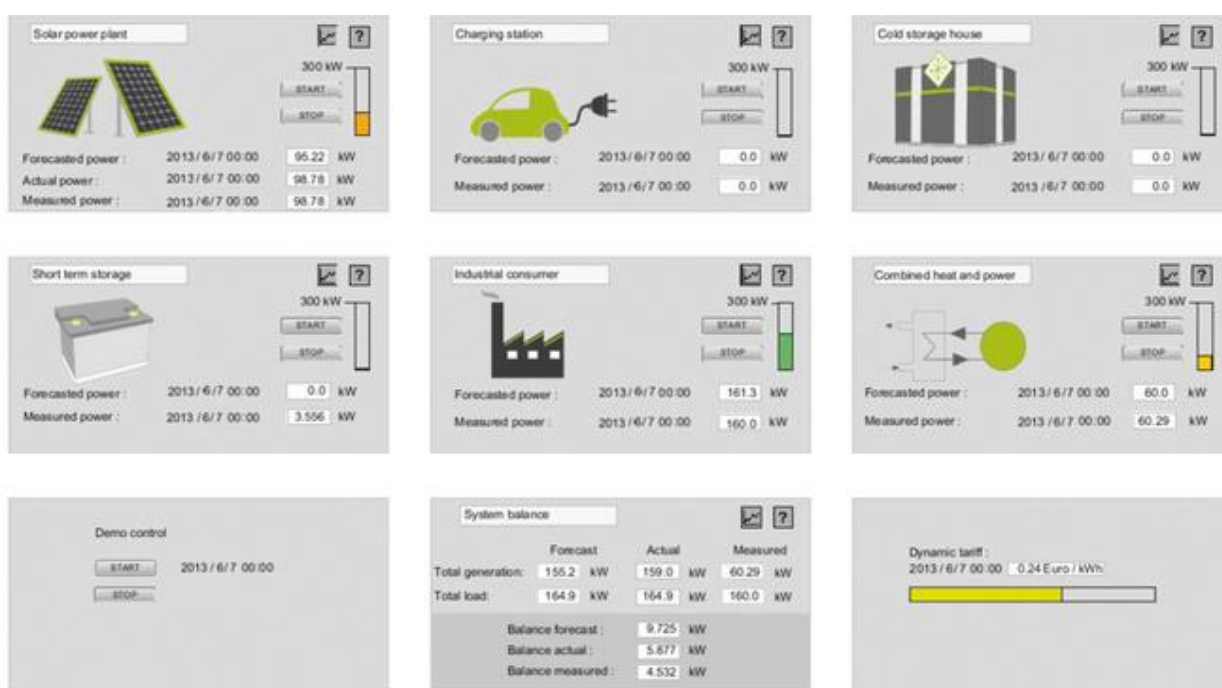 Solar power plant
?
300 kW
START
STOP
Forecasted power : 2013/6/7 00:00 95.22 kW
Actual power : 2013/6/7 00:00 98.78 kW
Measured power : 2013/6/7 00:00 98.78 kW
Charging station
?
300 kW
START
STOP
Forecasted power : 2013/6/7 00:00 0.0 kW
Measured power : 2013/6/7 00:00 0.0 kW
Cold storage house
?
300 kW
START
STOP
Forecasted power : 2013/6/7 00:00 0.0 kW
Measured power : 2013/6/7 00:00 0.0 kW
Short term storage
?
300 kW
START
STOP
Forecasted power : 2013/6/7 00:00 0.0 kW
Measured power : 2013/6/7 00:00 3.556 kW
Industrial consumer
?
300 kW
START
STOP
Forecasted power : 2013/6/7 00:00 161.3 kW
Measured power : 2013/6/7 00:00 160.0 kW
Combined heat and power
?
300 kW
START
STOP
Forecasted power : 2013/6/7 00:00 60.0 kW
Measured power : 2013/6/7 00:00 60.29 kW
Demo control
START 2013/6/7 00:00
STOP
System balance
?
Forecast Actual Measured
Total generation: 155.2 kW 159.0 kW 60.29 kW
Total load: 164.9 kW 164.9 kW 160.0 kW
Balance forecast : 9.725 kW
Balance actual : 5.877 kW
Balance measured : 4.532 kW
Dynamic tariff :
2013/6/7 00:00 0.24 Euro / kWh